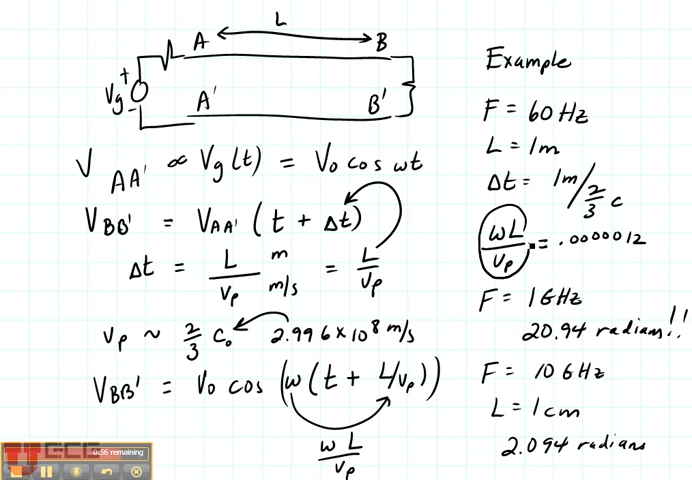 L
A B
+
Vg
-
A' B'
V AA' ∝ Vg(t) = V0 cos ωt
VBB' = VAA' (t + Δt)
Δt = L/vp m/m/s = L/vp
vp ~ 2/3 c0 2.996 x 10^8 m/s
VBB' = V0 cos (ω(t + L/vp))
ωL/vp
Example
F = 60 Hz
L = 1m
Δt = 1m/2/3 c
ωL/vp = .0000012
F = 1 GHz
20.94 radians!!
F = 10 GHz
L = 1 cm
2.094 radians
0:56 remaining